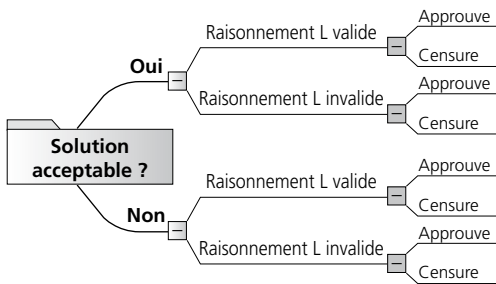 Approuve
Raisonnement L valide
Censure
Oui
Approuve
Raisonnement L invalide
Censure
Solution
acceptable ?
Approuve
Raisonnement L valide
Censure
Non
Approuve
Raisonnement L invalide
Censure